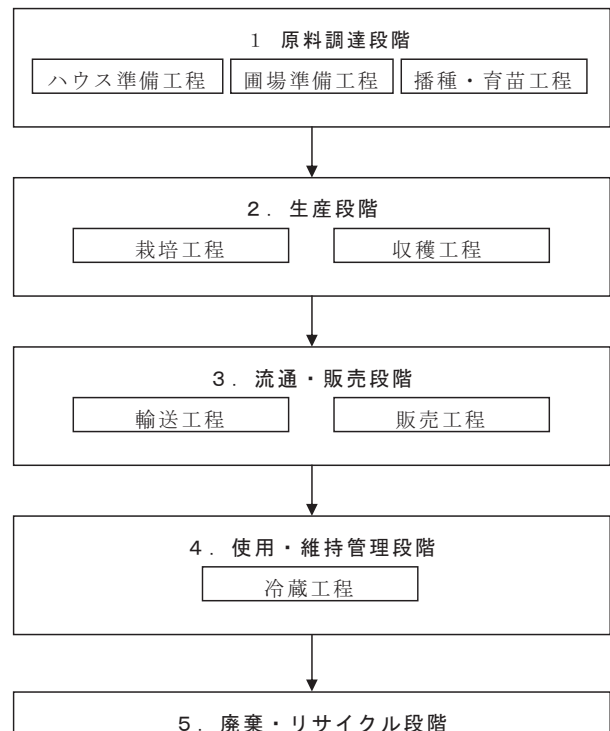 1 原料調達段階
ハウス準備工程 圃場準備工程 播種・育苗工程
2．生産段階
栽培工程 収穫工程
3．流通・販売段階
輸送工程 販売工程
4．使用・維持管理段階
冷蔵工程
5．廃棄・リサイクル段階